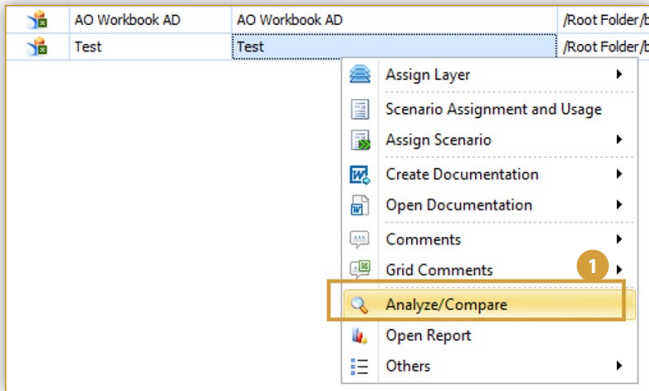 AO Workbook AD AO Workbook AD /Root Folder/b
Test Test /Root Folder/b
Assign Layer
Scenario Assignment and Usage
Assign Scenario
Create Documentation
Open Documentation
Comments
Grid Comments
1
Analyze/Compare
Open Report
Others